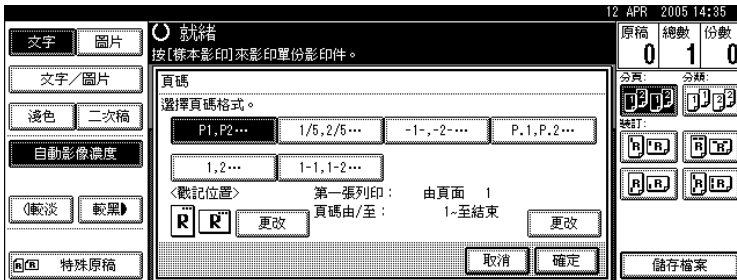 12 APR 2005 14:35
文字 圖片
文字／圖片
淺色 二次稿
自動影像濃度
較淡 較黑
特殊原稿
就緒
按[樣本影印]來影印單份影印件。
原稿 總數 份數
0 1 0
頁碼
選擇頁碼格式。
P1,P2… 1/5,2/5… -1-,-2-… P.1,P.2…
1,2… 1-1,1-2…
〈戳記位置〉 第一張列印： 由頁面 1
更改 頁碼由/至： 1~至結束 更改
取消 確定
分頁： 分類：
裝訂：
儲存檔案